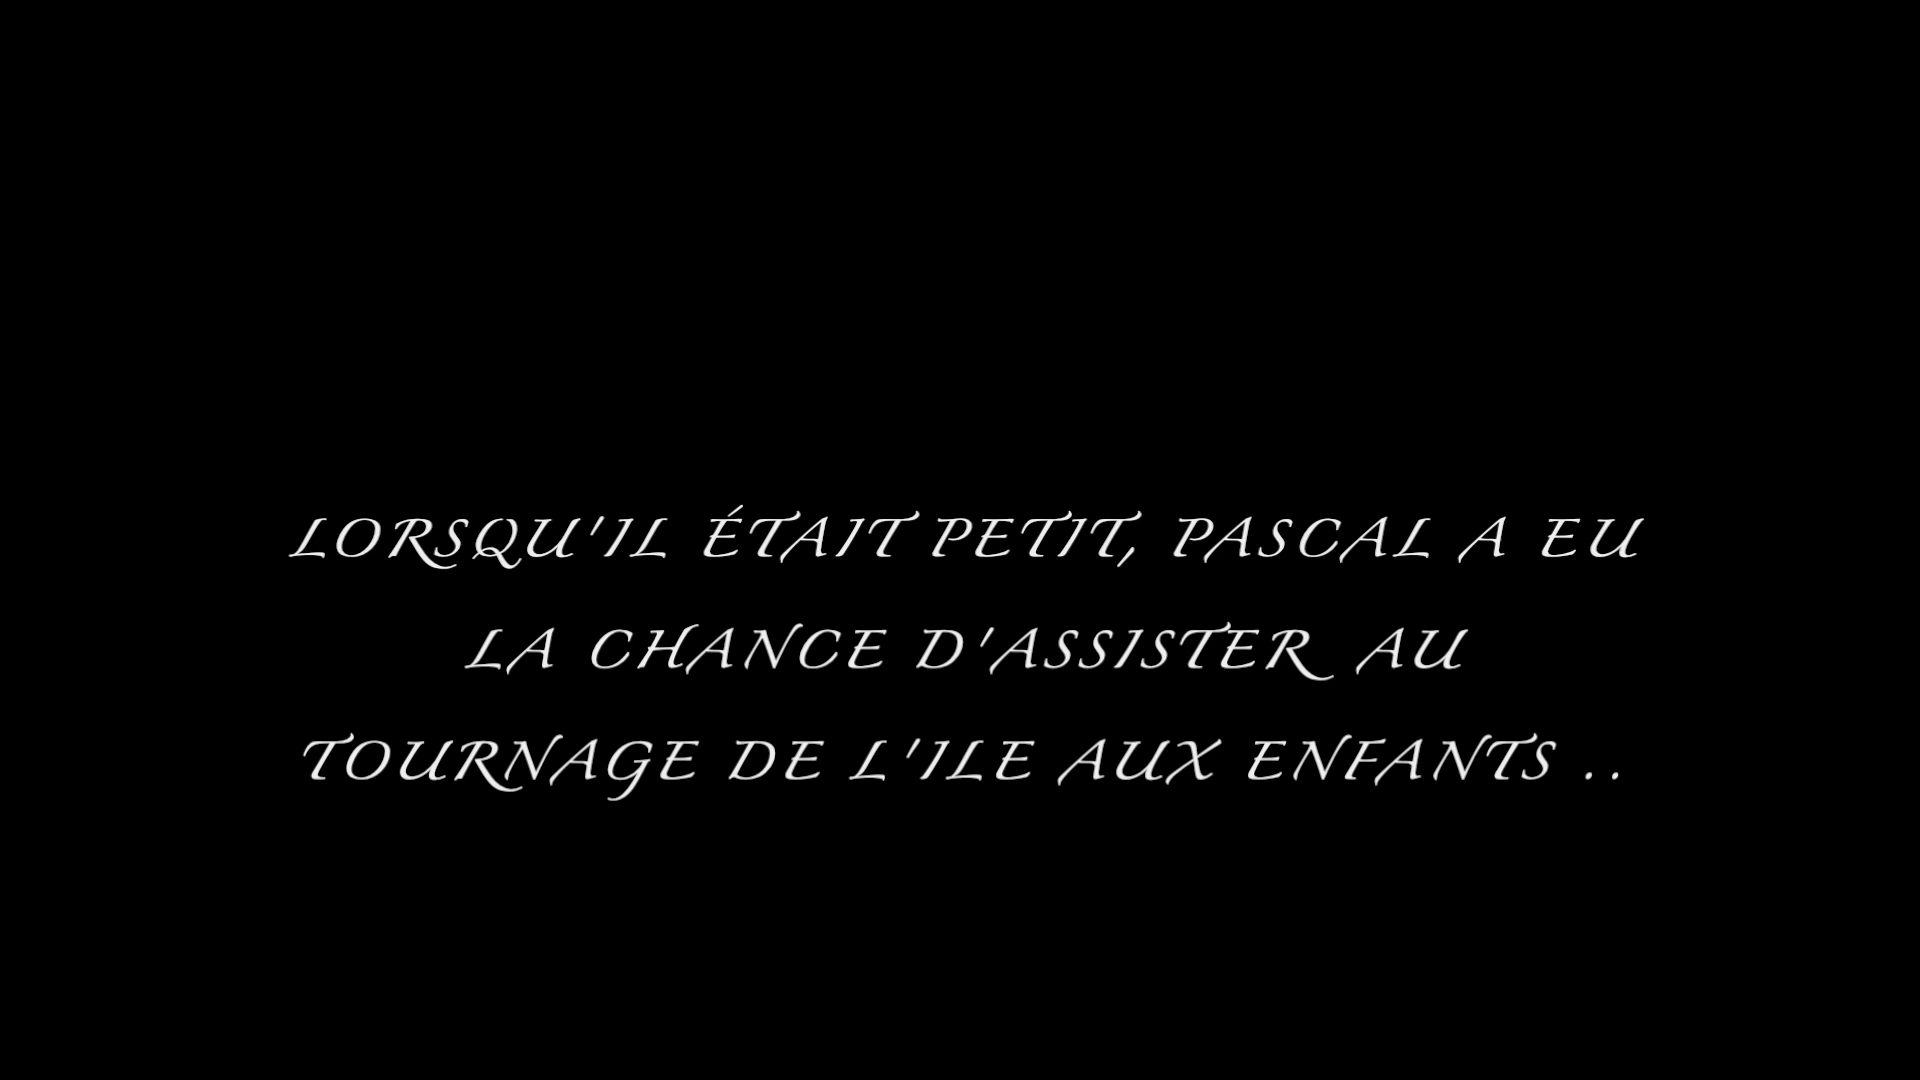 LORSQU'IL ÉTAIT PETIT, PASCAL A EU
LA CHANCE D'ASSISTER AU
TOURNAGE DE L'ILE AUX ENFANTS ..